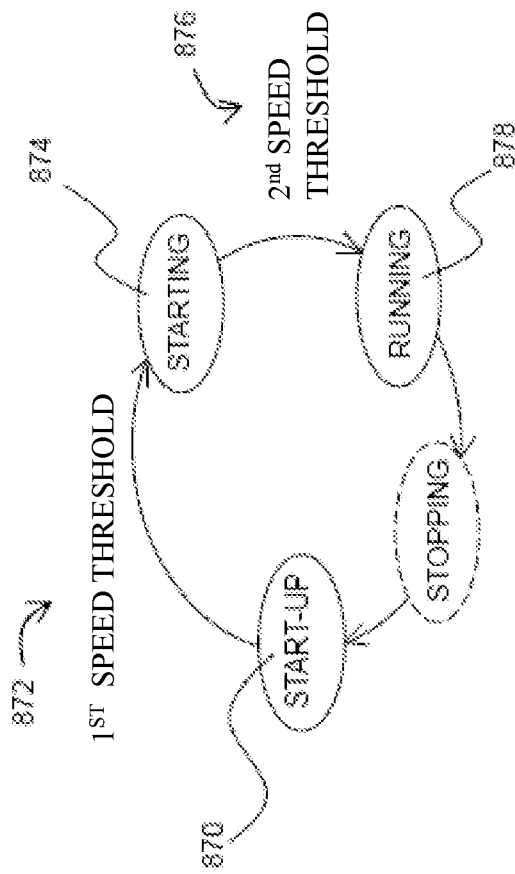 872
1ST SPEED THRESHOLD
874
STARTING
876
2nd SPEED
THRESHOLD
870
START-UP
STOPPING
RUNNING
878